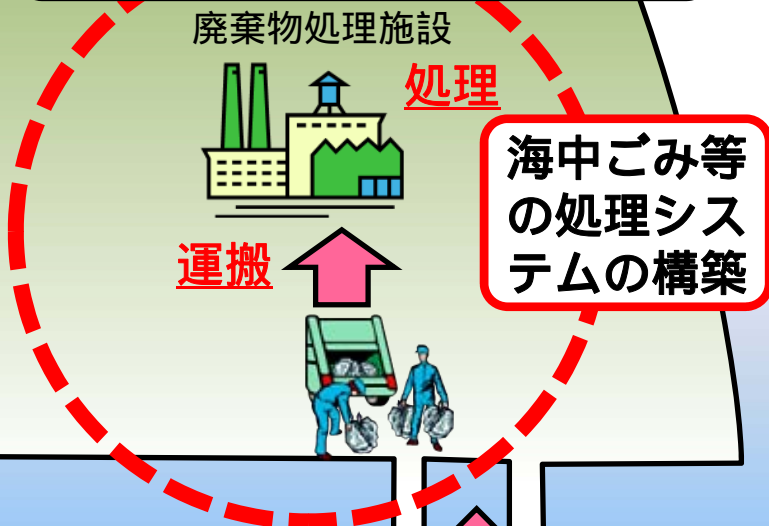 廃棄物処理施設
処理
海中ごみ等
の処理シス
テムの構築
運搬